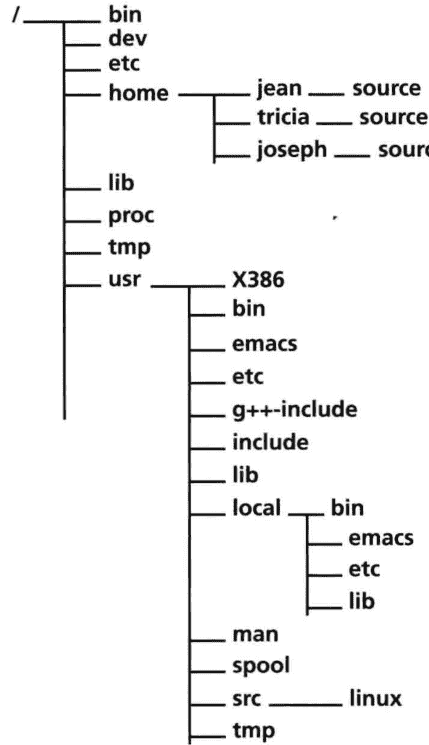 / bin
dev
etc
home jean source
tricia source
joseph
lib
proc
tmp
usr X386
bin
emacs
etc
g++-include
include
lib
local bin
emacs
etc
lib
man
spool
src linux
tmp